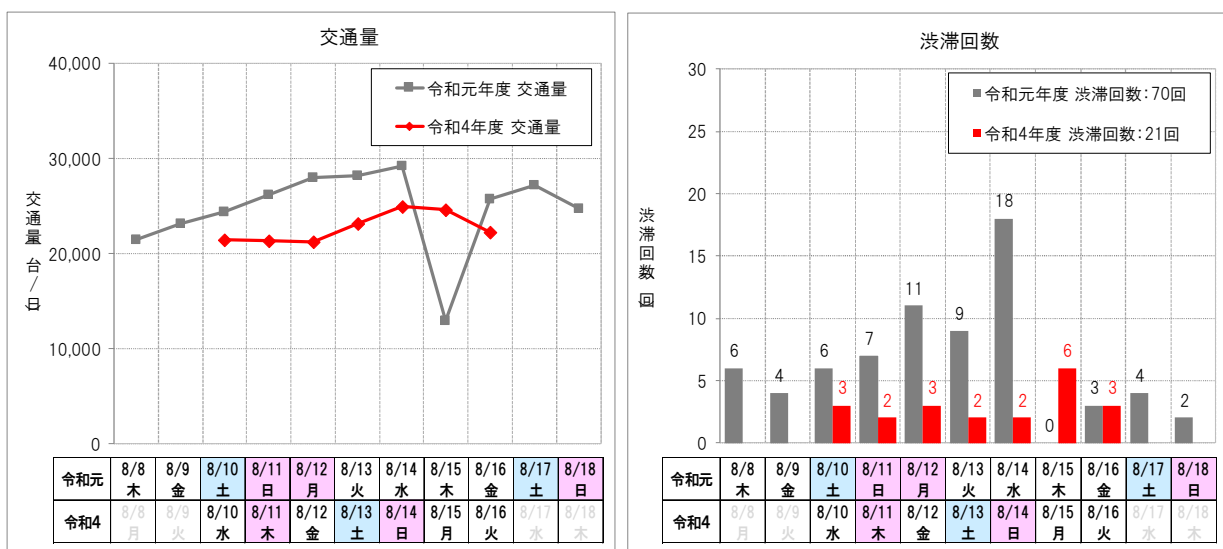 交通量
40,000
30,000
20,000
10,000
0
交通量(台/日)
令和元年度 交通量
令和4年度 交通量
令和元 8/8 8/9 8/10 8/11 8/12 8/13 8/14 8/15 8/16 8/17 8/18
木 金 土 日 月 火 水 木 金 土 日
令和4 8/8 8/9 8/10 8/11 8/12 8/13 8/14 8/15 8/16 8/17 8/18
月 火 水 木 金 土 日 月 火 水 木
渋滞回数
30
25
20
15
10
5
0
渋滞回数(回)
令和元年度 渋滞回数:70回
令和4年度 渋滞回数:21回
6 4 6 3 7 2 11 3 9 2 18 2 0 6 3 3 4 2
令和元 8/8 8/9 8/10 8/11 8/12 8/13 8/14 8/15 8/16 8/17 8/18
木 金 土 日 月 火 水 木 金 土 日
令和4 8/8 8/9 8/10 8/11 8/12 8/13 8/14 8/15 8/16 8/17 8/18
月 火 水 木 金 土 日 月 火 水 木